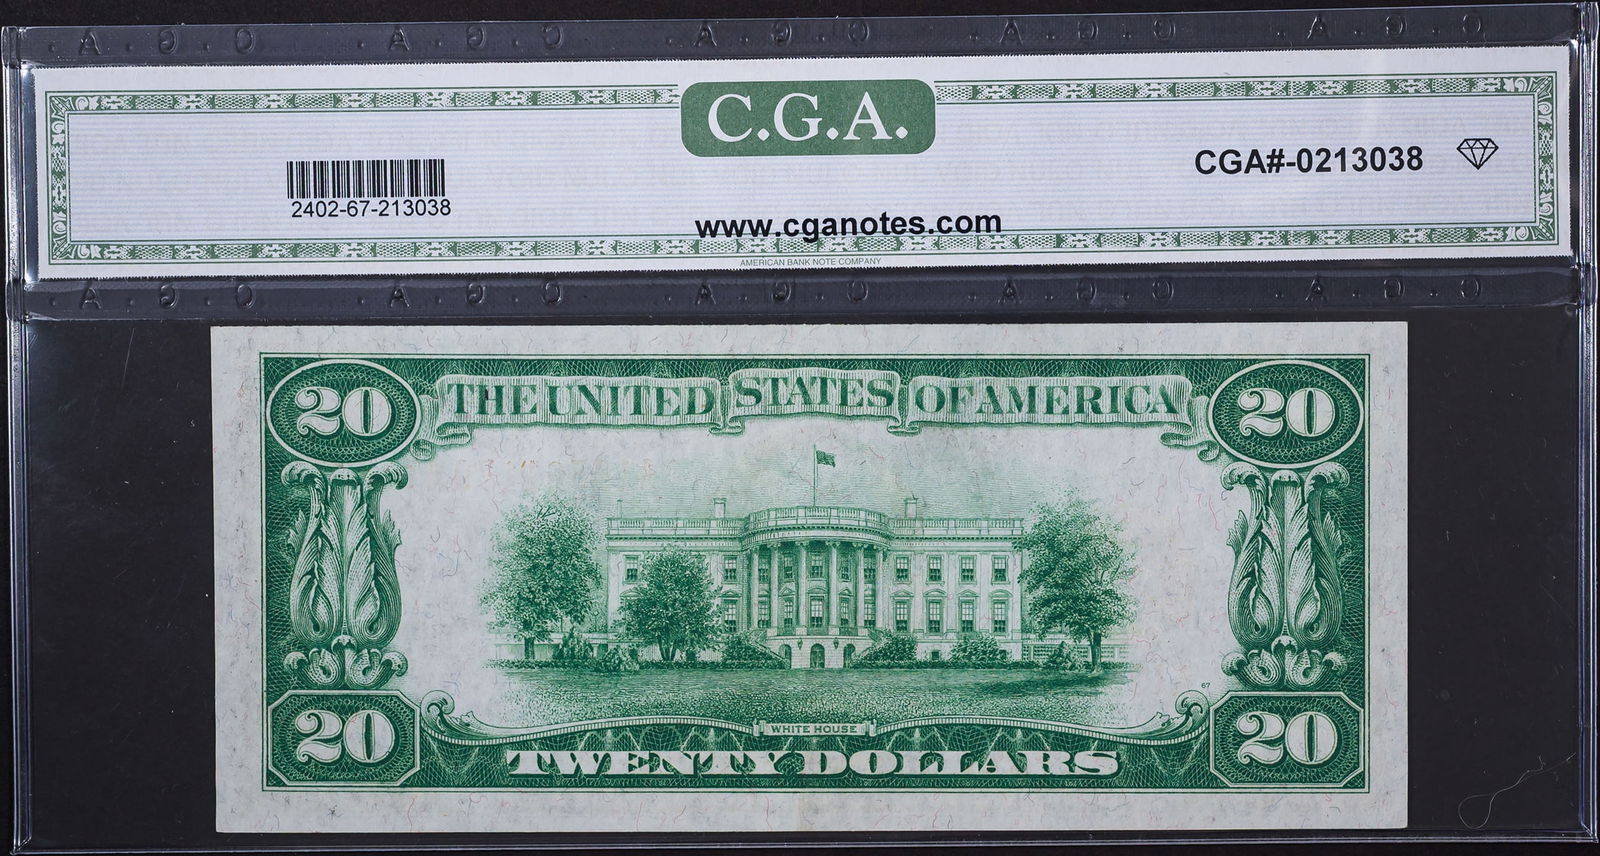 C.G.A.
2402-67-213038
CGA#-0213038
www.cganotes.com
AMERICAN BANK NOTE COMPANY
20
THE UNITED STATES OF AMERICA
20
67
20
WHITE HOUSE
20
TWENTY DOLLARS